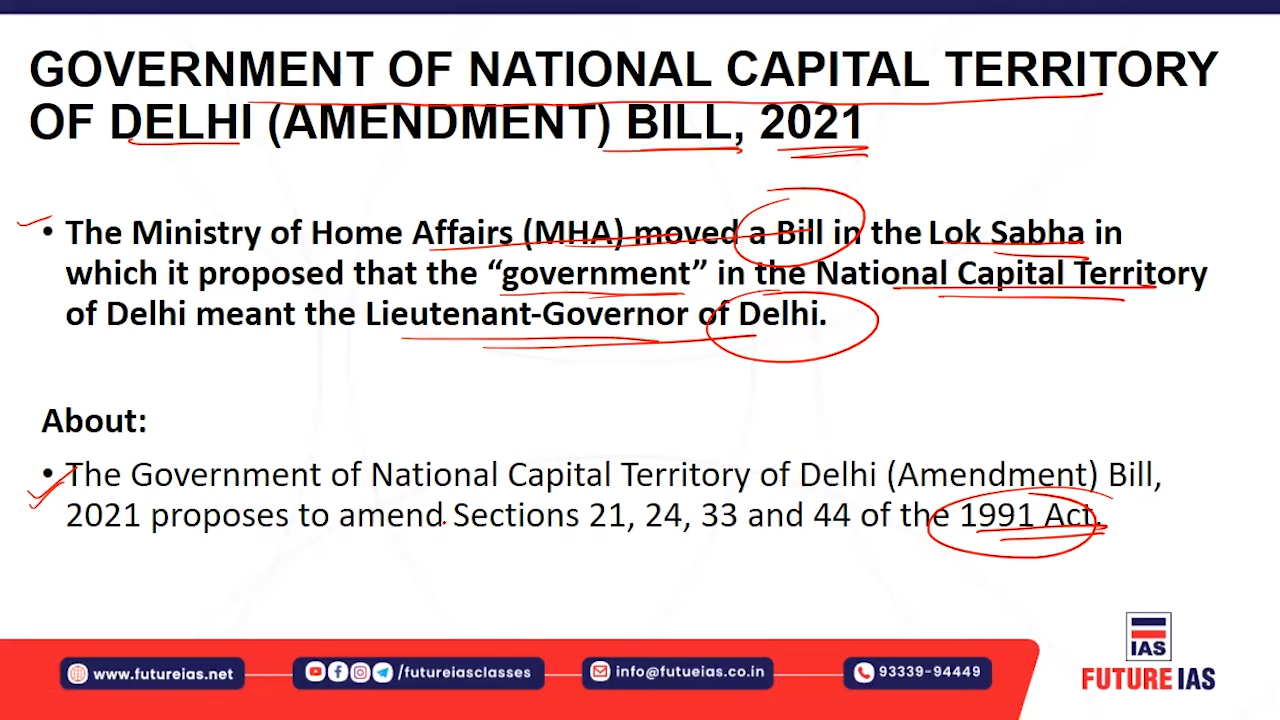 GOVERNMENT OF NATIONAL CAPITAL TERRITORY
OF DELHI (AMENDMENT) BILL, 2021
• The Ministry of Home Affairs (MHA) moved a Bill in the Lok Sabha in
which it proposed that the “government” in the National Capital Territory
of Delhi meant the Lieutenant-Governor of Delhi.
About:
• The Government of National Capital Territory of Delhi (Amendment) Bill,
2021 proposes to amend Sections 21, 24, 33 and 44 of the 1991 Act.
www.futureias.net
/futureiasclasses
info@futueias.co.in
93339-94449
IAS
FUTURE IAS